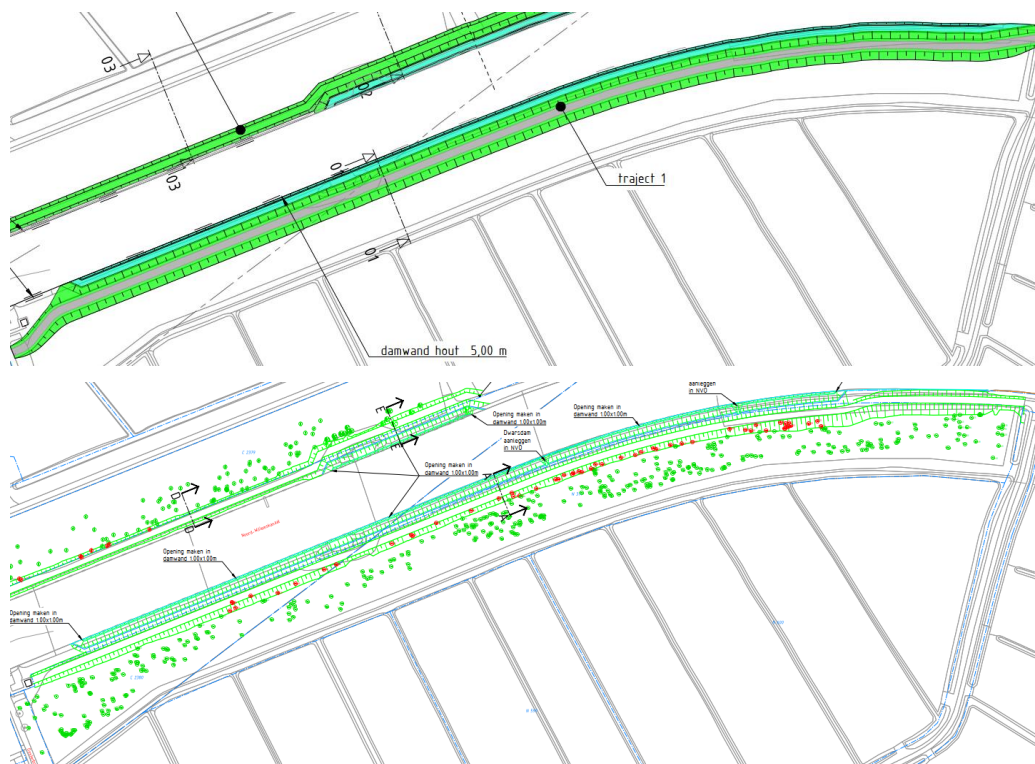 03
02
03
01
01
traject 1
damwand hout 5,00 m
aanleggen
in NVO
Opening maken in
damwand 1.00x1.00m
Opening maken in
damwand 1.00x1.00m
Dwarsdam
aanleggen
in NVO
Opening maken in
damwand 1.00x1.00m
Opening maken in
damwand 1.00x1.00m
Opening maken in
damwand 1.00x1.00m
E
E
D
D
A
A